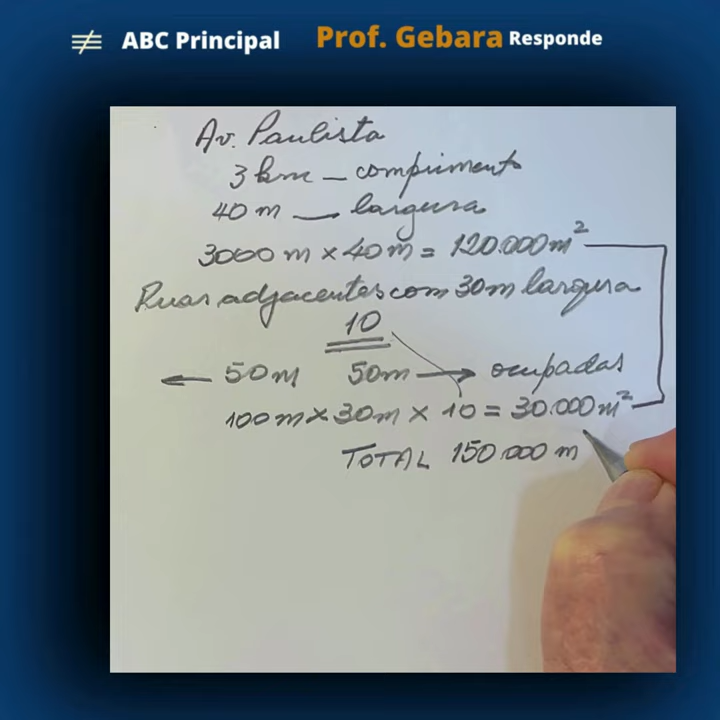 ABC Principal Prof. Gebara Responde
Av. Paulista
3 km — comprimento
40 m — largura
3000 m × 40 m = 120.000 m²
Ruas adjacentes com 30 m largura
10
← 50 m 50 m → ocupadas
100 m × 30 m × 10 = 30.000 m²
TOTAL 150.000 m